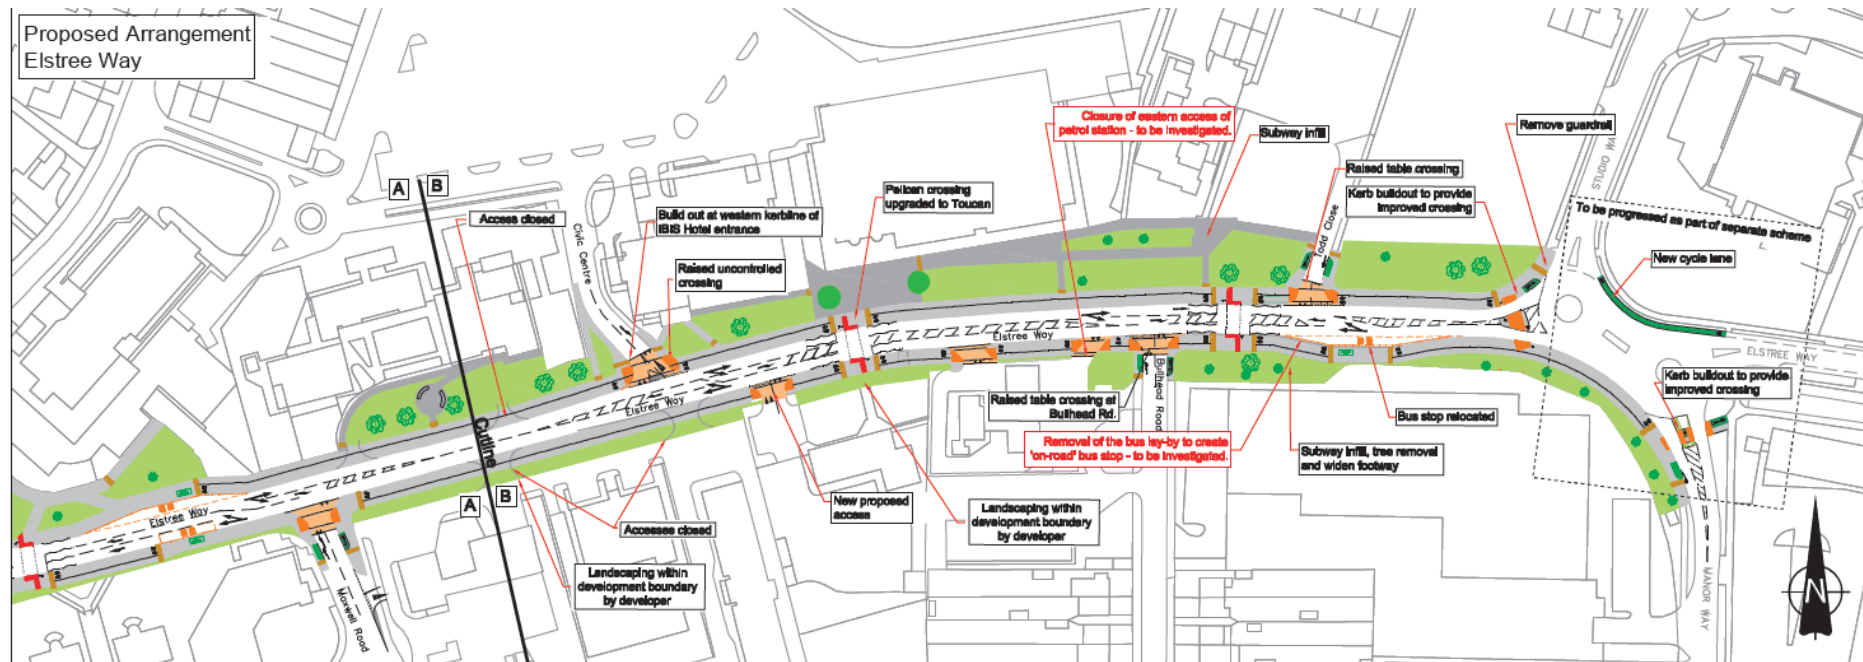 Proposed Arrangement
Elstree Way
A
B
Access closed
Civic Centre
Build out at western kerbline of
IBIS Hotel entrance
Raised uncontrolled
crossing
Pelican crossing
upgraded to Toucan
Closure of eastern access of
petrol station - to be investigated.
Subway infill
Raised table crossing
Kerb buildout to provide
improved crossing
Remove guardrail
STUDIO WAY
To be progressed as part of separate scheme
New cycle lane
Todd Close
Elstree Way
ELSTREE WAY
Elstree Way
Cutline
Raised table crossing at
Bullhead Rd.
Bullhead Road
Kerb buildout to provide
improved crossing
Bus stop relocated
Removal of the bus lay-by to create
'on-road' bus stop - to be investigated.
Subway infill, tree removal
and widen footway
A
B
Elstree Way
New proposed
access
Accesses closed
Landscaping within
development boundary
by developer
Landscaping within
development boundary
by developer
Maxwell Road
MANOR WAY
N